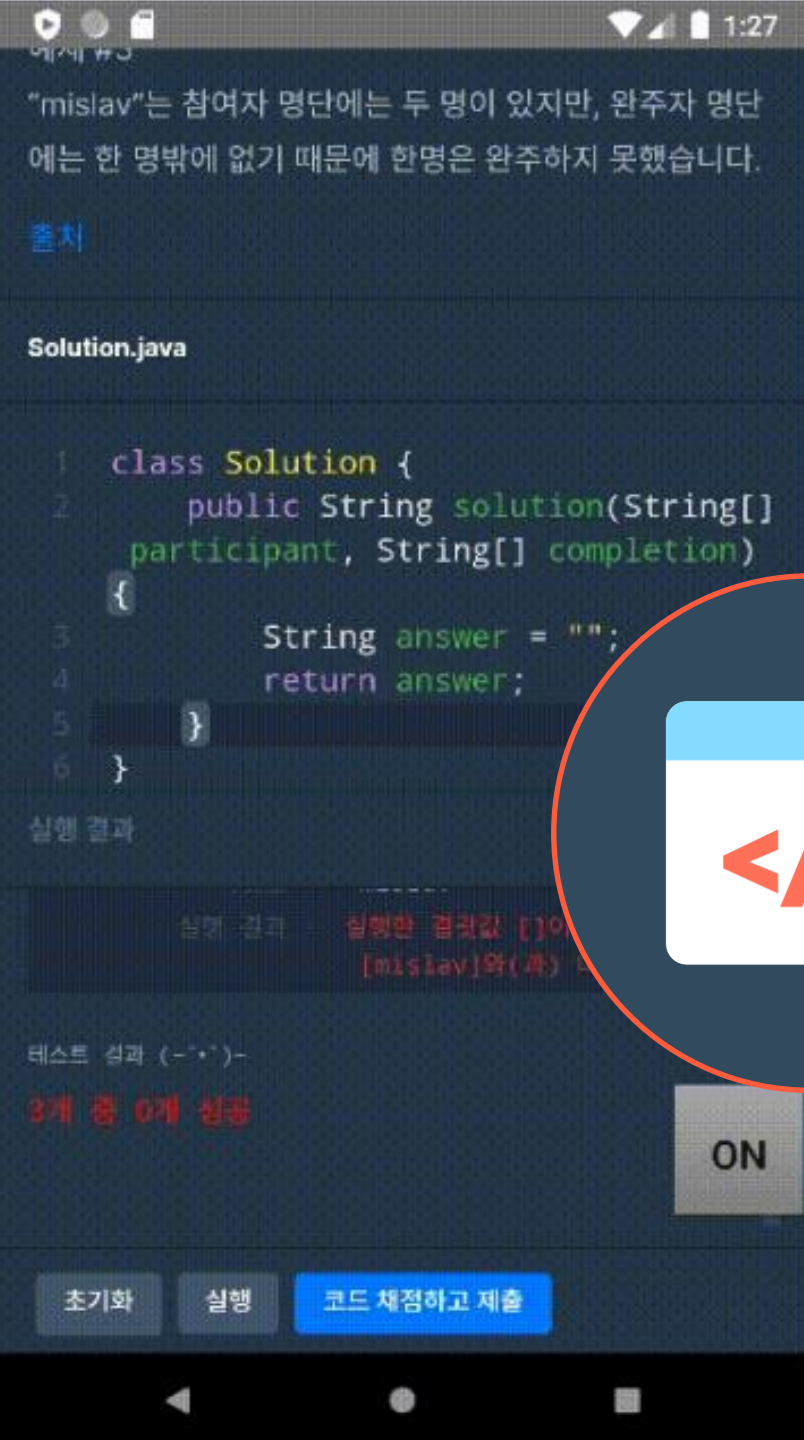 1:27
예제 #3
“mislav”는 참여자 명단에는 두 명이 있지만, 완주자 명단
에는 한 명밖에 없기 때문에 한명은 완주하지 못했습니다.
출처
Solution.java
1 class Solution {
2 public String solution(String[]
participant, String[] completion)
{
3 String answer = "";
4 return answer;
5 }
6 }
실행 결과
실행 결과 실행한 결괏값 []이
[mislav]와(과)
테스트 결과
3개 중 0개 성공
</
ON
초기화 실행 코드 채점하고 제출